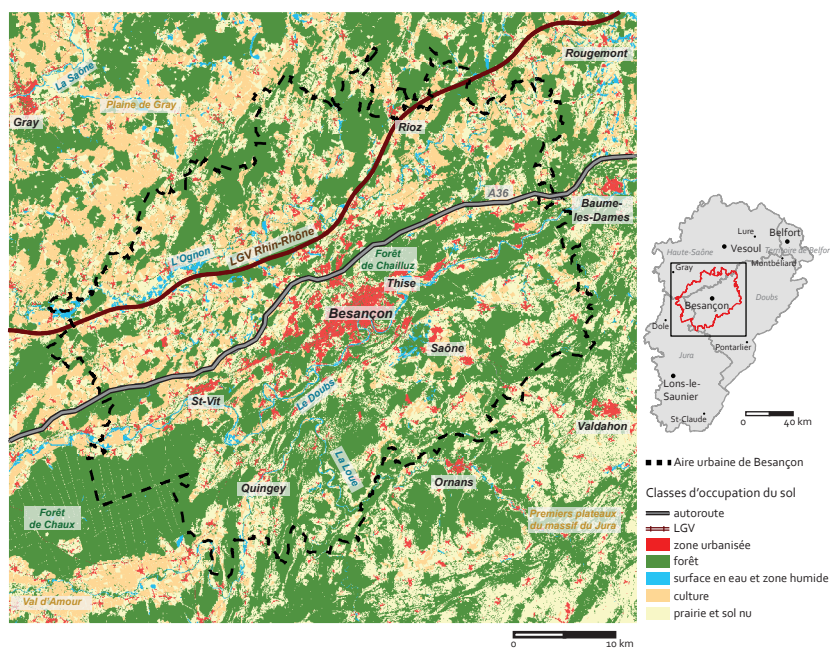 Rougemont
La Saône
Plaine de Gray
Gray
Rioz
A36
Baume-
les-Dames
L'Ognon
LGV Rhin-Rhône
Forêt
de Chailluz
Thise
Besançon
Saône
St-Vit
Le Doubs
Valdahon
La Loue
Quingey
Ornans
Forêt
de Chaux
Premiers plateaux
du massif du Jura
Val d'Amour
0 10 km
Lure
Belfort
Haute-Saône
Vesoul
Territoire de Belfort
Montbéliard
Gray
Doubs
Besançon
Dole
Pontarlier
Jura
Lons-le-
Saunier
St-Claude
0 40 km
Aire urbaine de Besançon
Classes d'occupation du sol
autoroute
LGV
zone urbanisée
forêt
surface en eau et zone humide
culture
prairie et sol nu